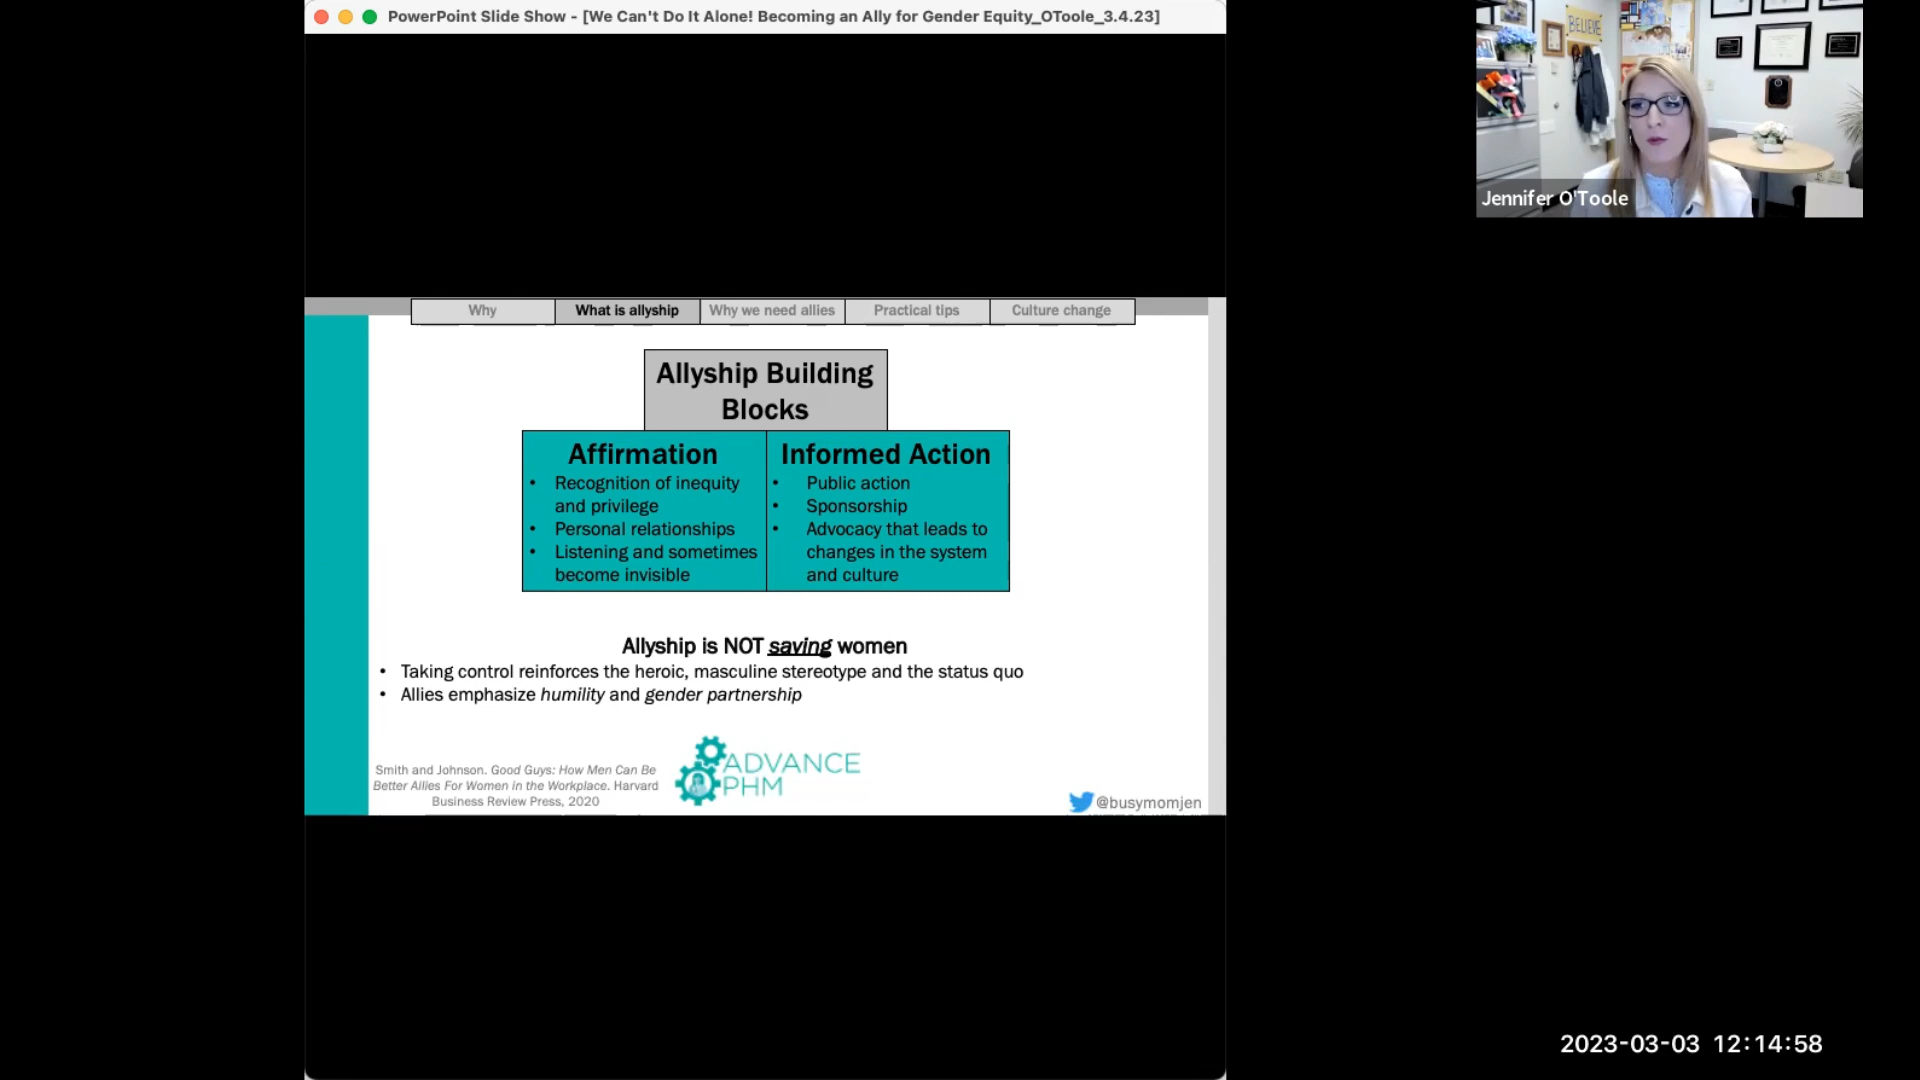 PowerPoint Slide Show - [We Can't Do It Alone! Becoming an Ally for Gender Equity_OToole_3.4.23]
BELIEVE
Jennifer O'Toole
Why
What is allyship
Why we need allies
Practical tips
Culture change
Allyship Building
Blocks
Affirmation
• Recognition of inequity
and privilege
• Personal relationships
• Listening and sometimes
become invisible
Informed Action
• Public action
• Sponsorship
• Advocacy that leads to
changes in the system
and culture
Allyship is NOT saving women
• Taking control reinforces the heroic, masculine stereotype and the status quo
• Allies emphasize humility and gender partnership
Smith and Johnson. Good Guys: How Men Can Be
Better Allies For Women in the Workplace. Harvard
Business Review Press, 2020
ADVANCE
PHM
@busymomjen
2023-03-03 12:14:58